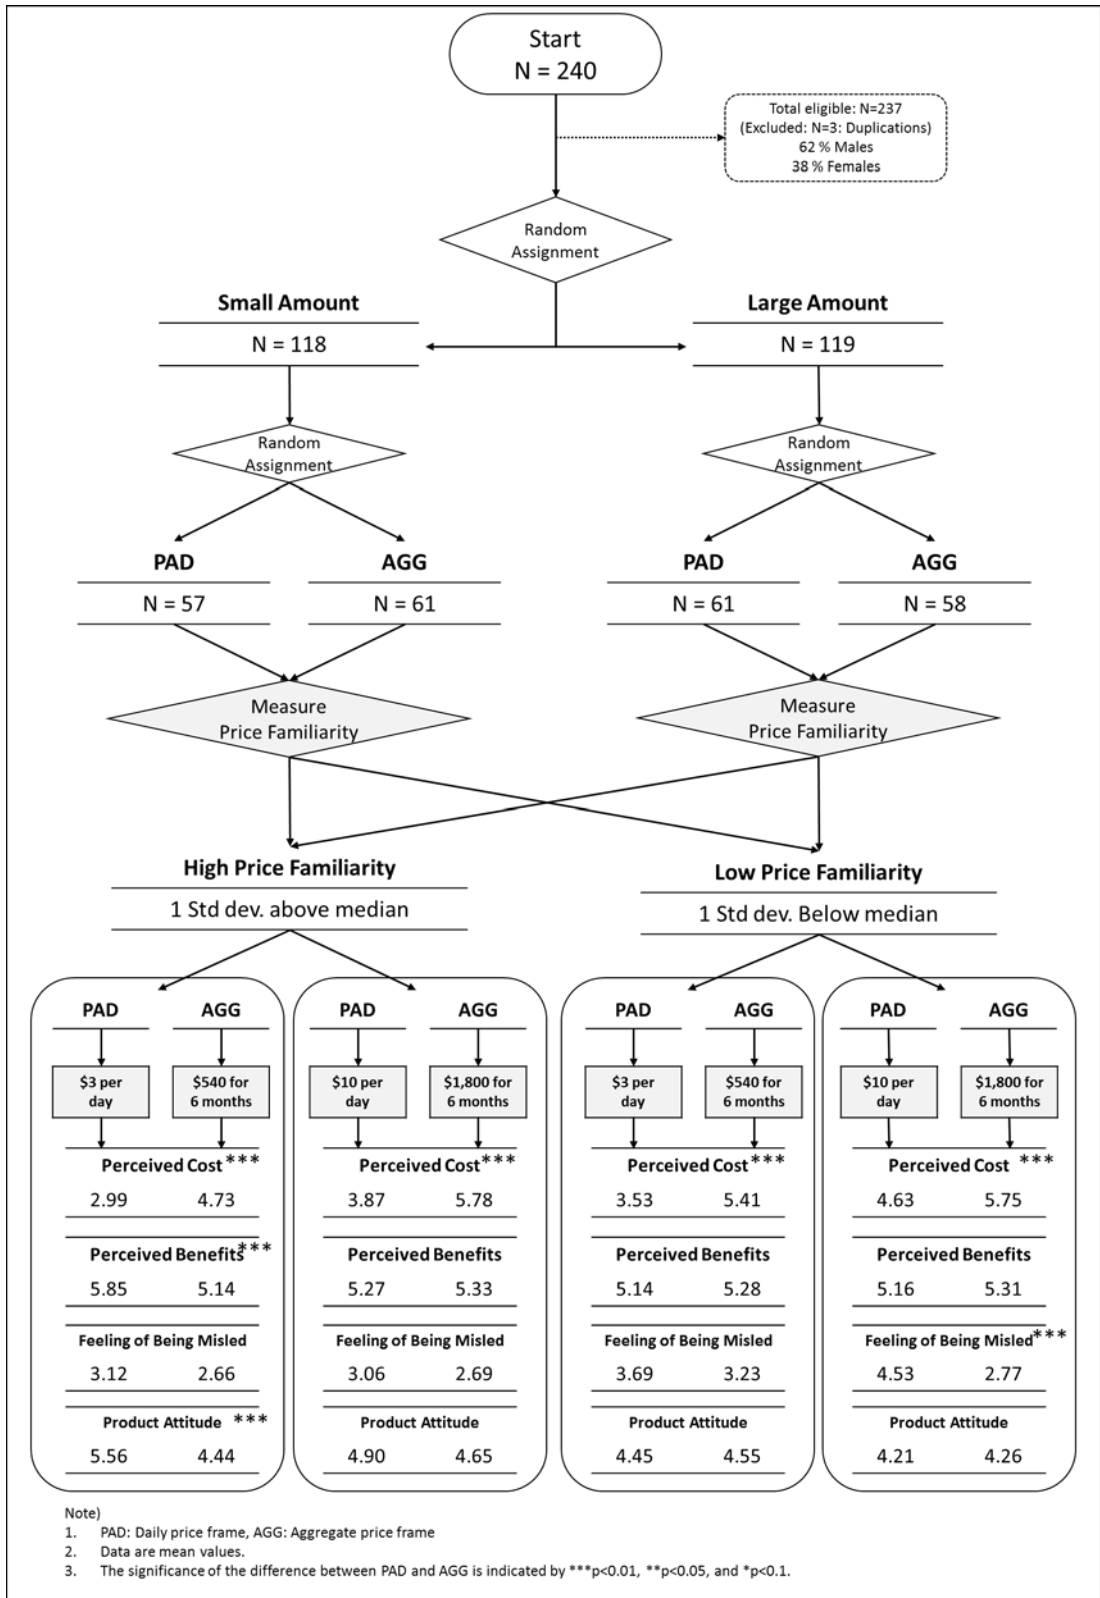 Start
N = 240
Total eligible: N=237
(Excluded: N=3: Duplications)
62 % Males
38 % Females
Random
Assignment
Small Amount
N = 118
Large Amount
N = 119
Random
Assignment
Random
Assignment
PAD
N = 57
AGG
N = 61
PAD
N = 61
AGG
N = 58
Measure
Price Familiarity
Measure
Price Familiarity
High Price Familiarity
1 Std dev. above median
Low Price Familiarity
1 Std dev. Below median
PAD AGG
$3 per
day
$540 for
6 months
Perceived Cost***
2.99 4.73
Perceived Benefits***
5.85 5.14
Feeling of Being Misled
3.12 2.66
Product Attitude ***
5.56 4.44
PAD AGG
$10 per
day
$1,800 for
6 months
Perceived Cost***
3.87 5.78
Perceived Benefits
5.27 5.33
Feeling of Being Misled
3.06 2.69
Product Attitude
4.90 4.65
PAD AGG
$3 per
day
$540 for
6 months
Perceived Cost***
3.53 5.41
Perceived Benefits
5.14 5.28
Feeling of Being Misled
3.69 3.23
Product Attitude
4.45 4.55
PAD AGG
$10 per
day
$1,800 for
6 months
Perceived Cost ***
4.63 5.75
Perceived Benefits
5.16 5.31
Feeling of Being Misled***
4.53 2.77
Product Attitude
4.21 4.26
Note)
1. PAD: Daily price frame, AGG: Aggregate price frame
2. Data are mean values.
3. The significance of the difference between PAD and AGG is indicated by ***p<0.01, **p<0.05, and *p<0.1.